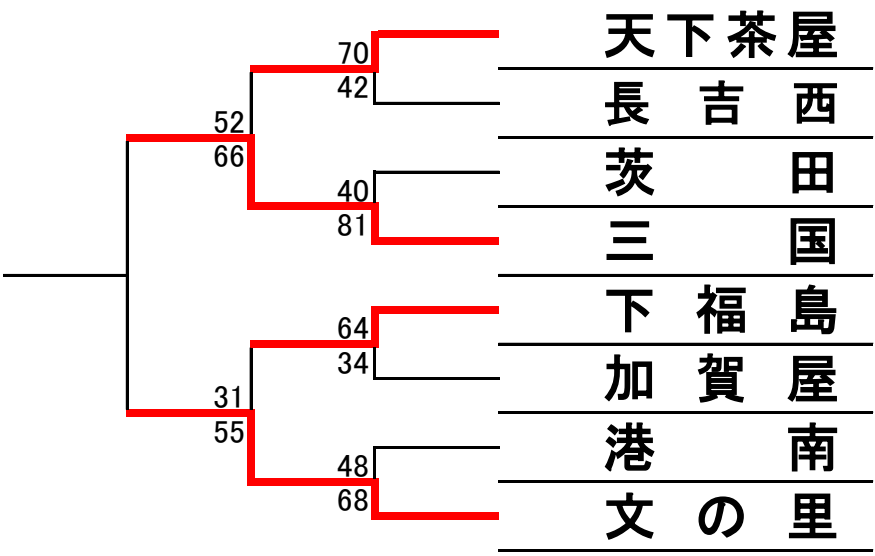 70 天下茶屋
42 長吉西
52
66
40 茨田
81 三国
64 下福島
34 加賀屋
31
55
48 港南
68 文の里